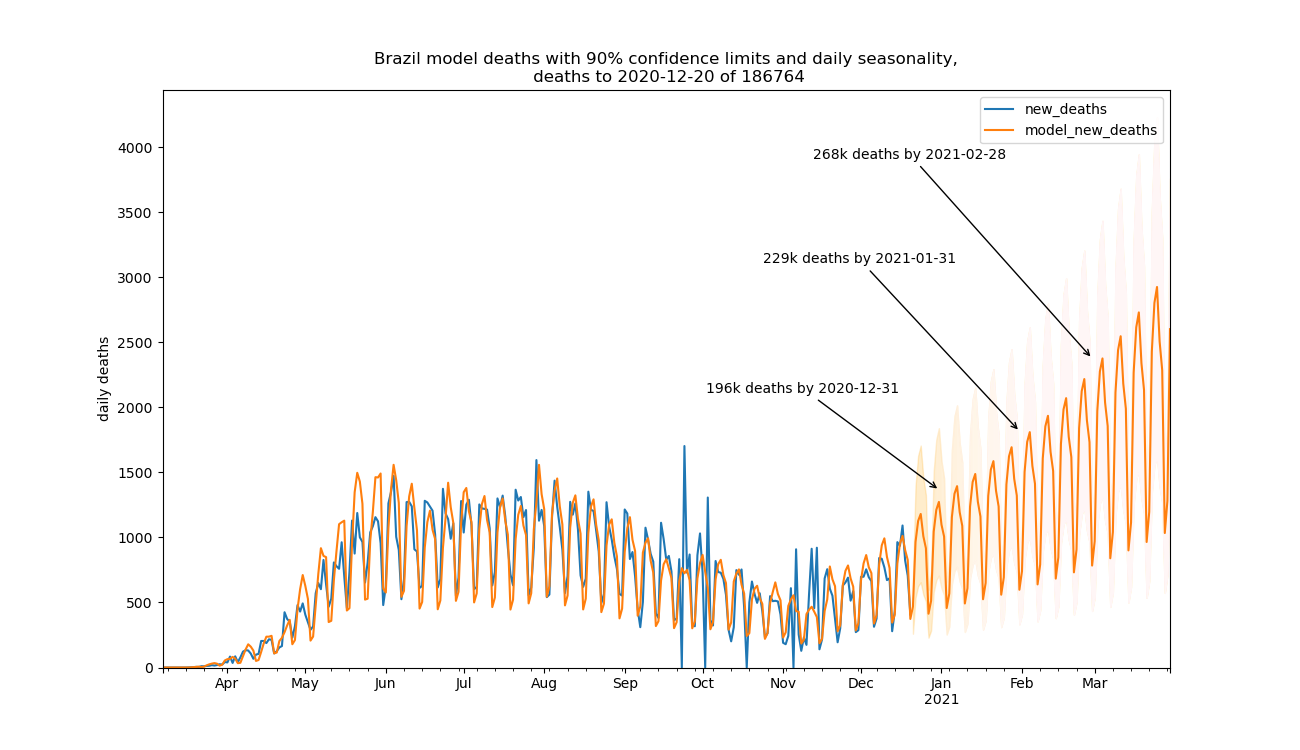 Brazil model deaths with 90% confidence limits and daily seasonality,
deaths to 2020-12-20 of 186764
new_deaths
model_new_deaths
268k deaths by 2021-02-28
229k deaths by 2021-01-31
196k deaths by 2020-12-31
daily deaths
4000
3500
3000
2500
2000
1500
1000
500
0
Apr May Jun Jul Aug Sep Oct Nov Dec Jan Feb Mar
2021